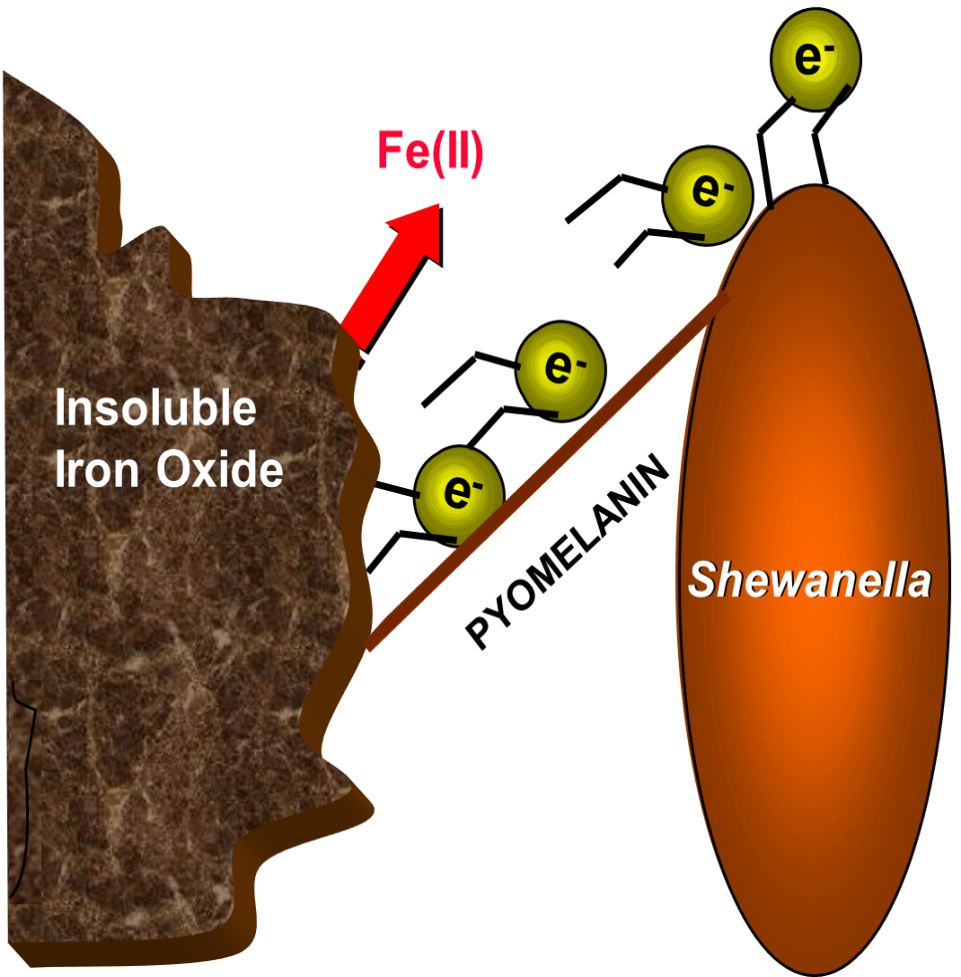 e-
Fe(II)
e-
e-
Insoluble
Iron Oxide
e-
PYOMELANIN
Shewanella